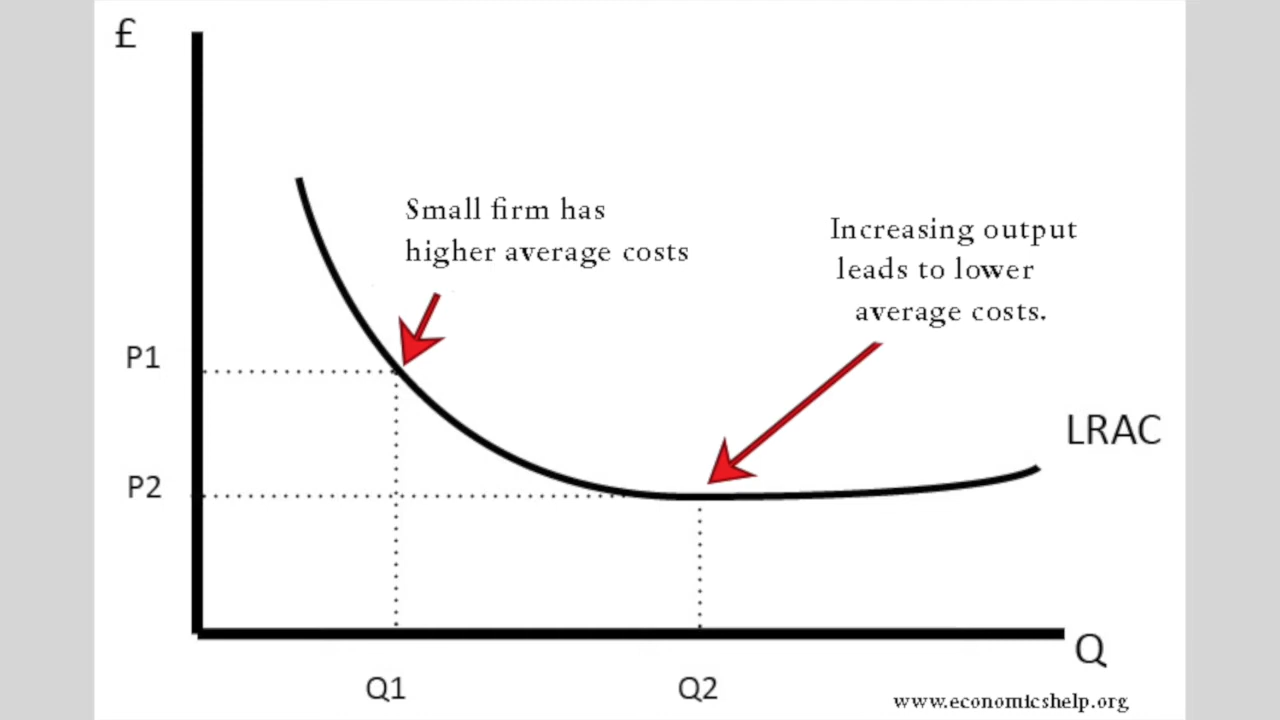 £
Small firm has
higher average costs
Increasing output
leads to lower
average costs.
P1
LRAC
P2
Q
Q1
Q2
www.economicshelp.org